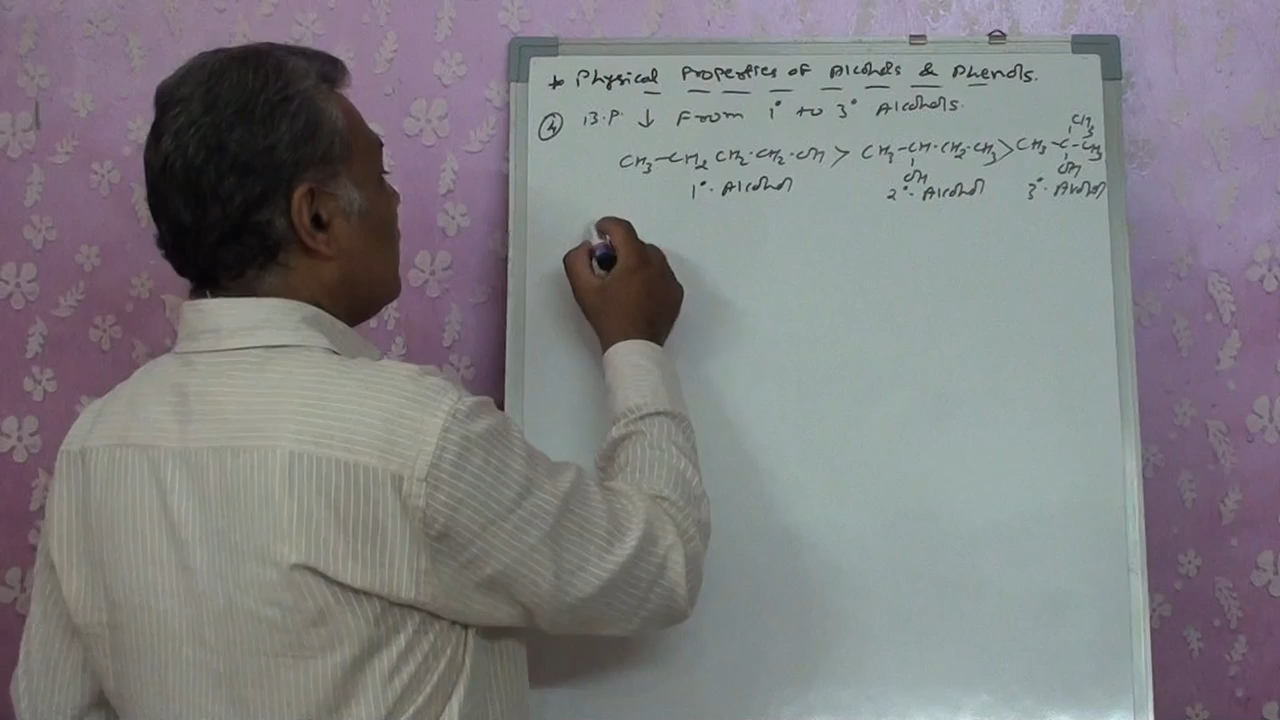 * Physical Properties of Alcohols & Phenols.
④ B.P. ↓ From 1° to 3° Alcohols.
CH3
CH3-CH2 CH2·CH2·OH > CH3-CH·CH2·CH3 > CH3-C-CH3
OH OH
1°. Alcohol 2°. Alcohol 3°. Alcohol